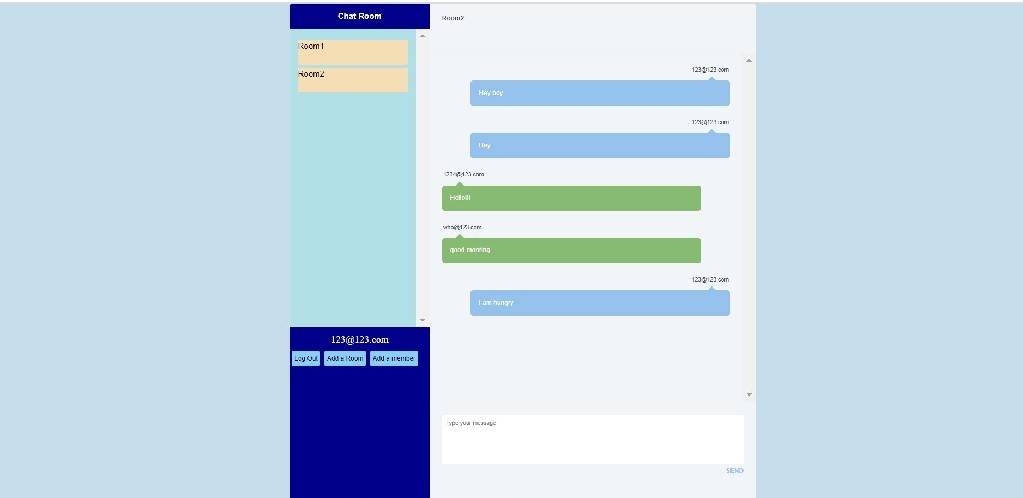 Chat Room
Room1
Room2
123@123.com
Log Out
Add a Room
Add a member
Room2
123@123.com
Hey boy
123@123.com
Hey
1234@123.com
Hello!!!
who@123.com
good morning
123@123.com
I am hungry
Type your message
SEND